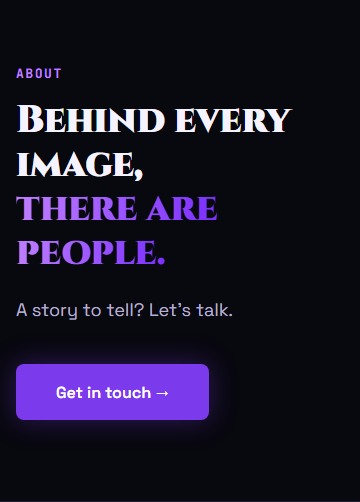 ABOUT
Behind every
image,
there are
people.
A story to tell? Let's talk.
Get in touch →